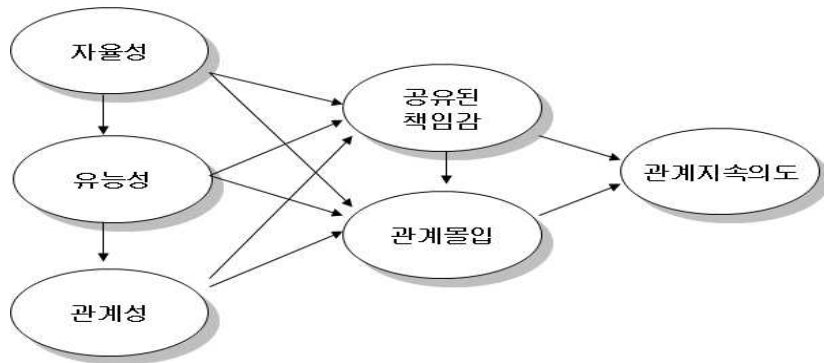 자율성
공유된
책임감
유능성
관계지속의도
관계몰입
관계성